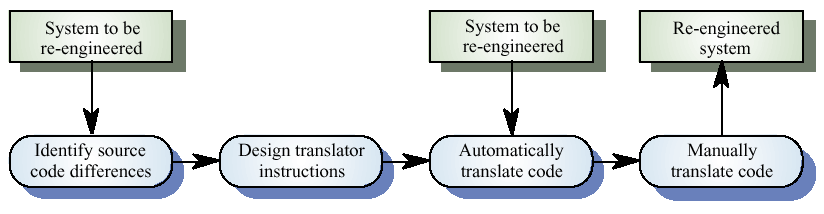 System to be
re-engineered
System to be
re-engineered
Re-engineered
system
Identify source
code differences
Design translator
instructions
Automatically
translate code
Manually
translate code